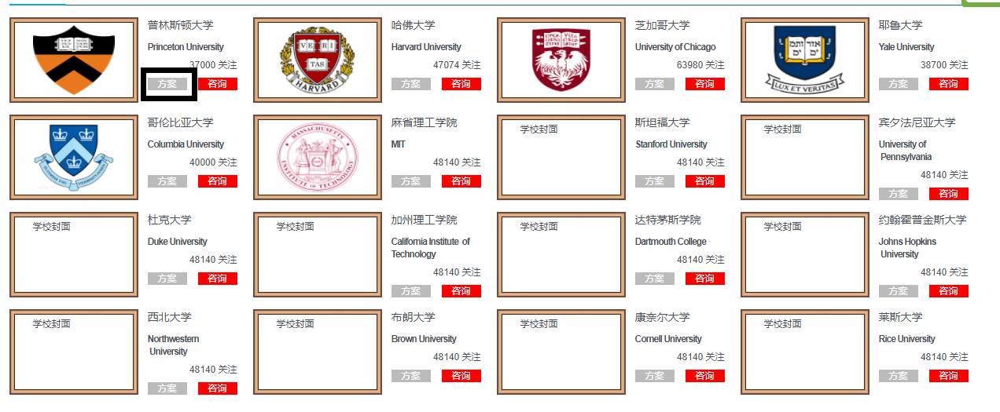 普林斯顿大学
Princeton University
37000 关注
方案 咨询
哈佛大学
Harvard University
47074 关注
方案 咨询
VE RI
TAS
HARVARD
芝加哥大学
University of Chicago
63980 关注
方案 咨询
耶鲁大学
Yale University
38700 关注
方案 咨询
LUX ET VERITAS
哥伦比亚大学
Columbia University
40000 关注
方案 咨询
麻省理工学院
MIT
48140 关注
方案 咨询
MASSACHUSETTS
INSTITUTE OF TECHNOLOGY
学校封面
斯坦福大学
Stanford University
48140 关注
方案 咨询
学校封面
宾夕法尼亚大学
University of
Pennsylvania
48140 关注
方案 咨询
学校封面
杜克大学
Duke University
48140 关注
方案 咨询
学校封面
加州理工学院
California Institute of
Technology
48140 关注
方案 咨询
学校封面
达特茅斯学院
Dartmouth College
48140 关注
方案 咨询
学校封面
约翰霍普金斯大学
Johns Hopkins
University
48140 关注
方案 咨询
学校封面
西北大学
Northwestern
University
48140 关注
方案 咨询
学校封面
布朗大学
Brown University
48140 关注
方案 咨询
学校封面
康奈尔大学
Cornell University
48140 关注
方案 咨询
学校封面
莱斯大学
Rice University
48140 关注
方案 咨询